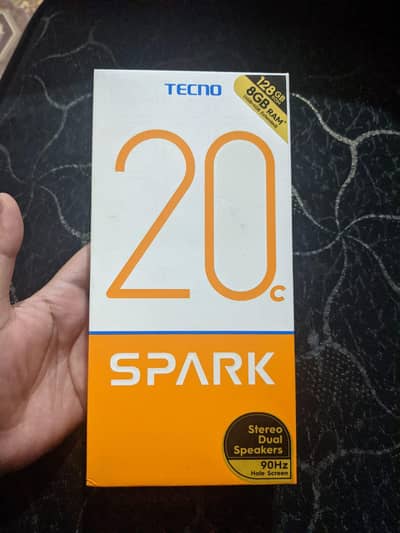 TECNO
128GB
8GB RAM*
20c
SPARK
Stereo
Dual
Speakers
90Hz
Hole Screen